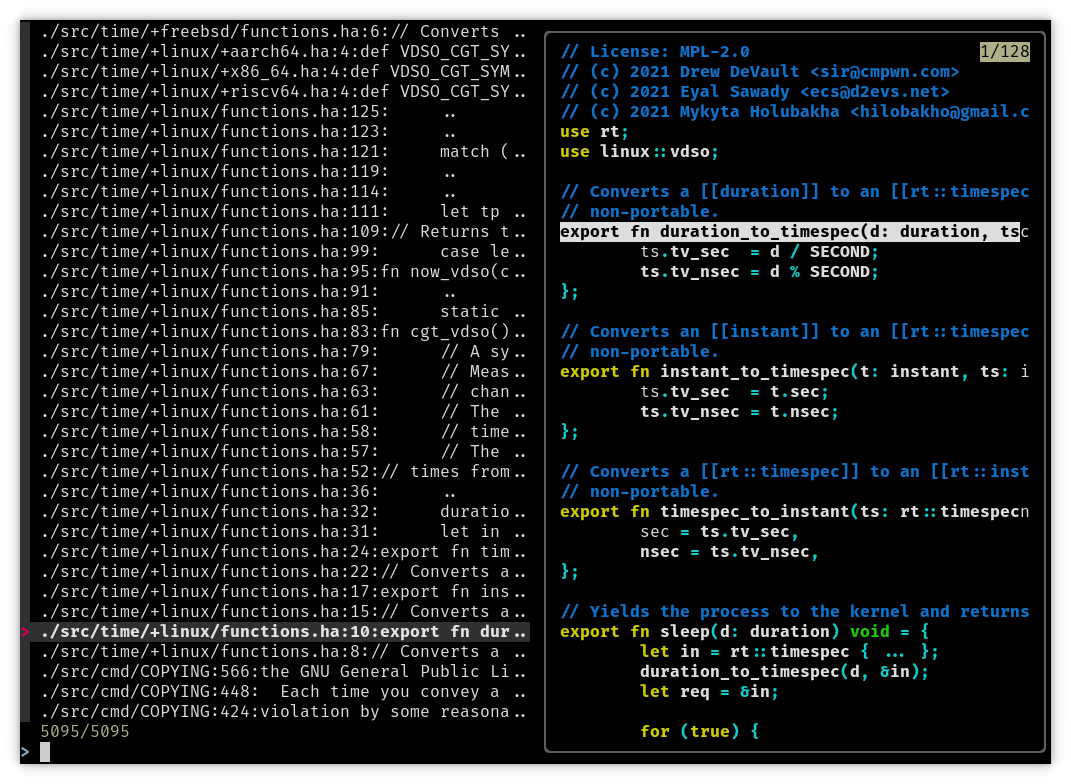 ./src/time/+freebsd/functions.ha:6:// Converts ..
./src/time/+linux/+aarch64.ha:4:def VDSO_CGT_SY..
./src/time/+linux/+x86_64.ha:4:def VDSO_CGT_SYM..
./src/time/+linux/+riscv64.ha:4:def VDSO_CGT_SY..
./src/time/+linux/functions.ha:125:      ..
./src/time/+linux/functions.ha:123:      ..
./src/time/+linux/functions.ha:121:      match (..
./src/time/+linux/functions.ha:119:      ..
./src/time/+linux/functions.ha:114:      ..
./src/time/+linux/functions.ha:111:      let tp ..
./src/time/+linux/functions.ha:109:// Returns t..
./src/time/+linux/functions.ha:99:       case le..
./src/time/+linux/functions.ha:95:fn now_vdso(c..
./src/time/+linux/functions.ha:91:       ..
./src/time/+linux/functions.ha:85:       static ..
./src/time/+linux/functions.ha:83:fn cgt_vdso()..
./src/time/+linux/functions.ha:79:       // A sy..
./src/time/+linux/functions.ha:67:       // Meas..
./src/time/+linux/functions.ha:63:       // chan..
./src/time/+linux/functions.ha:61:       // The ..
./src/time/+linux/functions.ha:58:       // time..
./src/time/+linux/functions.ha:57:       // The ..
./src/time/+linux/functions.ha:52:// times from..
./src/time/+linux/functions.ha:36:       ..
./src/time/+linux/functions.ha:32:       duratio..
./src/time/+linux/functions.ha:31:       let in ..
./src/time/+linux/functions.ha:24:export fn tim..
./src/time/+linux/functions.ha:22:// Converts a..
./src/time/+linux/functions.ha:17:export fn ins..
./src/time/+linux/functions.ha:15:// Converts a..
> ./src/time/+linux/functions.ha:10:export fn dur..
./src/time/+linux/functions.ha:8:// Converts a ..
./src/cmd/COPYING:566:the GNU General Public Li..
./src/cmd/COPYING:448:  Each time you convey a ..
./src/cmd/COPYING:424:violation by some reasona..
5095/5095
>
// License: MPL-2.0 1/128
// (c) 2021 Drew DeVault <sir@cmpwn.com>
// (c) 2021 Eyal Sawady <ecs@d2evs.net>
// (c) 2021 Mykyta Holubakha <hilobakho@gmail.c
use rt;
use linux::vdso;
// Converts a [[duration]] to an [[rt::timespec
// non-portable.
export fn duration_to_timespec(d: duration, tsc
        ts.tv_sec  = d / SECOND;
        ts.tv_nsec = d % SECOND;
};
// Converts an [[instant]] to an [[rt::timespec
// non-portable.
export fn instant_to_timespec(t: instant, ts: i
        ts.tv_sec  = t.sec;
        ts.tv_nsec = t.nsec;
};
// Converts a [[rt::timespec]] to an [[rt::inst
// non-portable.
export fn timespec_to_instant(ts: rt::timespecn
        sec = ts.tv_sec,
        nsec = ts.tv_nsec,
};
// Yields the process to the kernel and returns
export fn sleep(d: duration) void = {
        let in = rt::timespec { ... };
        duration_to_timespec(d, &in);
        let req = &in;
        for (true) {